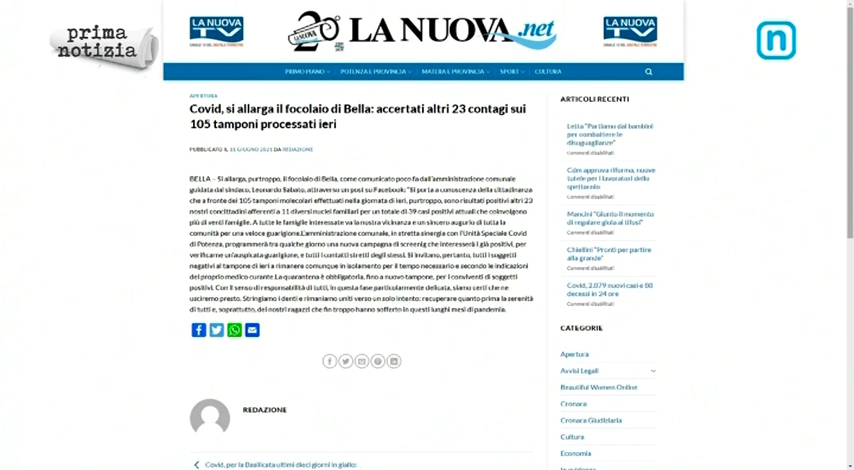 prima
notizia
LA NUOVA
TV
20
LA NUOVA
.net
LA NUOVA
TV
n
PRIMO PIANO
POTENZA E PROVINCIA
MATERA E PROVINCIA
SPORT
CULTURA
APERTURA
Covid, si allarga il focolaio di Bella: accertati altri 23 contagi sui
105 tamponi processati ieri
PUBBLICATO IL 11 GIUGNO 2021 DA REDAZIONE
BELLA – Si allarga, purtroppo, il focolaio di Bella, come comunicato poco fa dall'amministrazione comunale
guidata dal sindaco, Leonardo Sabato, attraverso un post su Facebook: "Si porta a conoscenza della cittadinanza
che a fronte dei 105 tamponi molecolari effettuati nella giornata di ieri, purtroppo, sono risultati positivi altri 23
nostri concittadini afferenti a 11 diversi nuclei familiari per un totale di 39 casi positivi attuali che coinvolgono
più di venti famiglie. A tutte le famiglie interessate va la nostra vicinanza e un sincero augurio di tutta la
comunità per una veloce guarigione.L'amministrazione comunale, in stretta sinergia con l'Unità Speciale Covid
di Potenza, programmerà tra qualche giorno una nuova campagna di screenig che interesserà i già positivi, per
verificarne un'auspicata guarigione, e tutti i contatti stretti degli stessi. Si invitano, pertanto, tutti i soggetti
negativi al tampone di ieri a rimanere comunque in isolamento per il tempo necessario e secondo le indicazioni
del proprio medico curante.La quarantena è obbligatoria, fino a nuovo tampone, per i conviventi di soggetti
positivi. Con il senso di responsabilità di tutti, in questa fase particolarmente delicata, siamo certi che ne
usciremo presto. Stringiamo i denti e rimaniamo uniti verso un solo intento: recuperare quanto prima la serenità
di tutti e, soprattutto, dei nostri ragazzi che fin troppo hanno sofferto in questi lunghi mesi di pandemia.
REDAZIONE
Covid, per la Basilicata ultimi dieci giorni in giallo:
ARTICOLI RECENTI
Letta "Partiamo dai bambini
per combattere le
disuguaglianze"
Commenti disabilitati
Cdm approva riforma, nuove
tutele per i lavoratori dello
spettacolo
Commenti disabilitati
Mancini "Giunto il momento
di regalare gioia ai tifosi"
Commenti disabilitati
Chiellini "Pronti per partire
alla grande"
Commenti disabilitati
Covid, 2.079 nuovi casi e 88
decessi in 24 ore
Commenti disabilitati
CATEGORIE
Apertura
Avvisi Legali
Beautiful Women Online
Cronaca
Cronaca Giudiziaria
Cultura
Economia